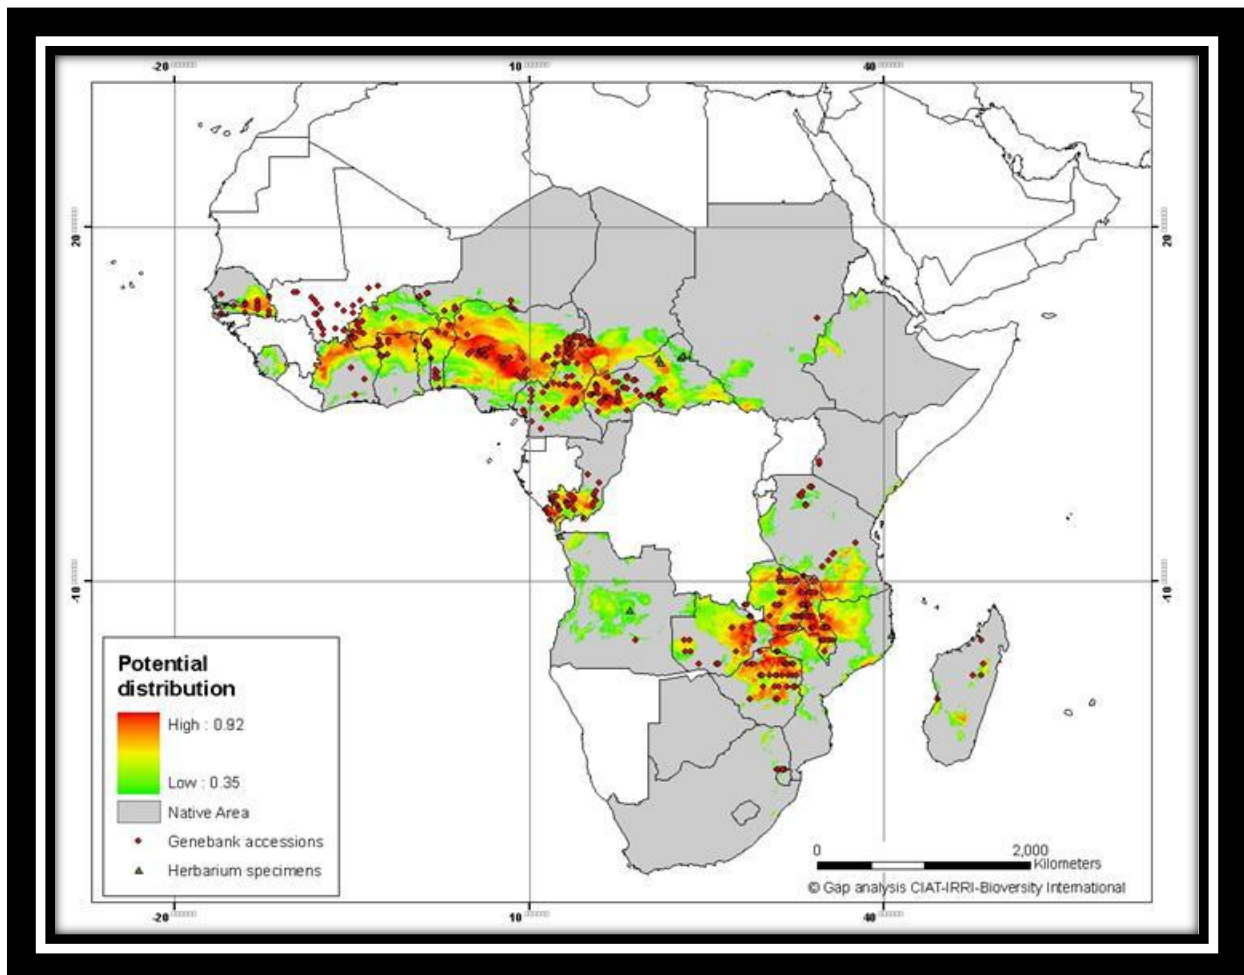 -20
10
40
20
20
-10
-10
Potential
distribution
High : 0.92
Low : 0.35
Native Area
Genebank accessions
Herbarium specimens
0
2,000
Kilometers
© Gap analysis CIAT-IRRI-Bioversity International
-20
10
40